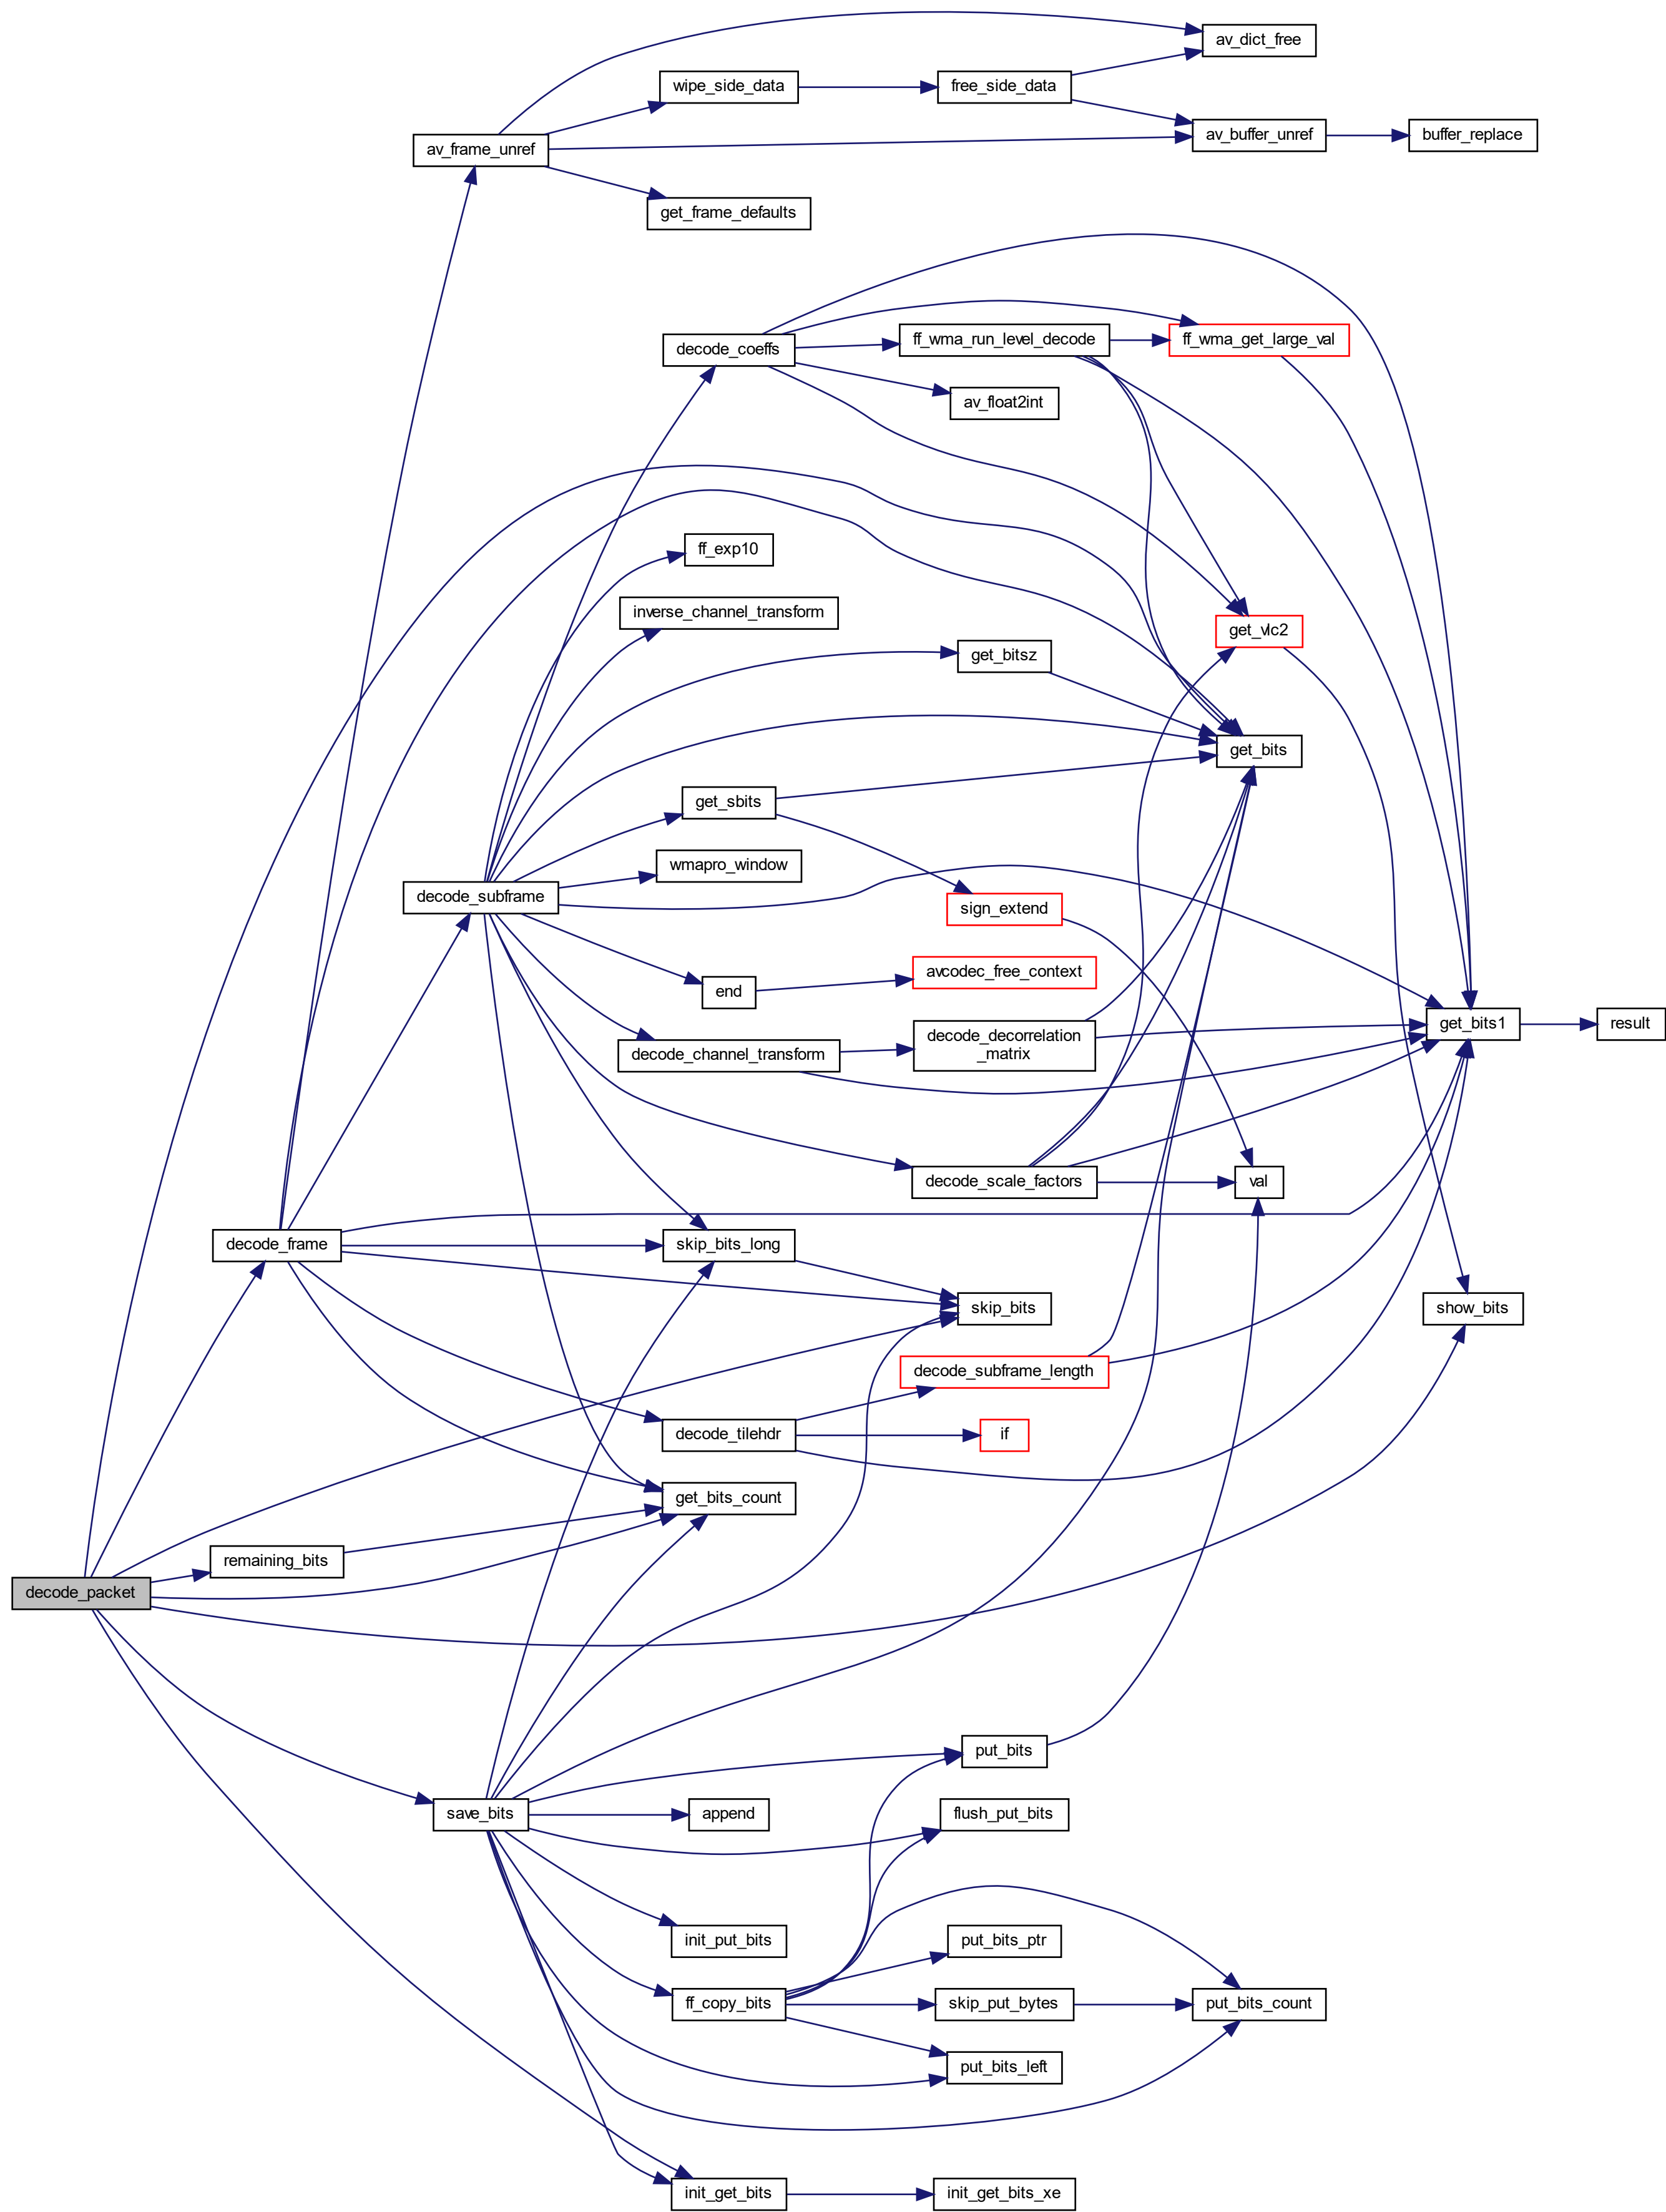 av_dict_free
wipe_side_data
free_side_data
av_buffer_unref
buffer_replace
av_frame_unref
get_frame_defaults
decode_coeffs
ff_wma_run_level_decode
ff_wma_get_large_val
av_float2int
ff_exp10
inverse_channel_transform
get_vlc2
get_bitsz
get_bits
get_sbits
wmapro_window
decode_subframe
sign_extend
avcodec_free_context
end
get_bits1
result
decode_decorrelation
_matrix
decode_channel_transform
decode_scale_factors
val
decode_frame
skip_bits_long
skip_bits
show_bits
decode_subframe_length
decode_tilehdr
if
get_bits_count
remaining_bits
decode_packet
put_bits
save_bits
append
flush_put_bits
init_put_bits
put_bits_ptr
ff_copy_bits
skip_put_bytes
put_bits_count
put_bits_left
init_get_bits
init_get_bits_xe